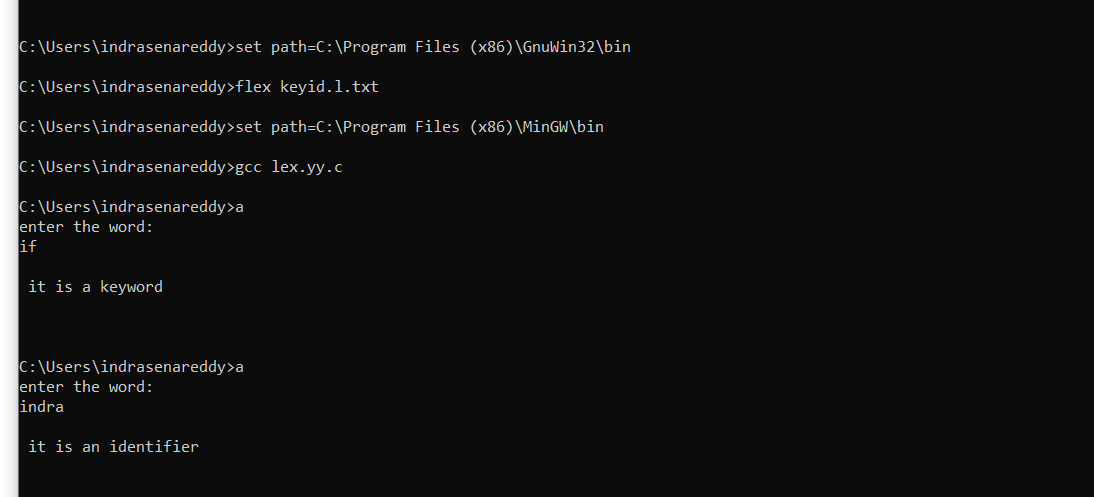 C:\Users\indrasenareddy>set path=C:\Program Files (x86)\GnuWin32\bin
C:\Users\indrasenareddy>flex keyid.l.txt
C:\Users\indrasenareddy>set path=C:\Program Files (x86)\MinGW\bin
C:\Users\indrasenareddy>gcc lex.yy.c
C:\Users\indrasenareddy>a
enter the word:
if
it is a keyword
C:\Users\indrasenareddy>a
enter the word:
indra
it is an identifier